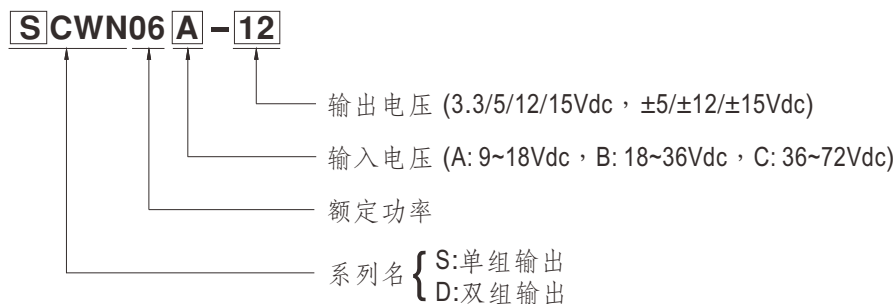 SCWN06A-12
输出电压 (3.3/5/12/15Vdc，±5/±12/±15Vdc)
输入电压 (A: 9~18Vdc，B: 18~36Vdc，C: 36~72Vdc)
额定功率
系列名 { S:单组输出
D:双组输出